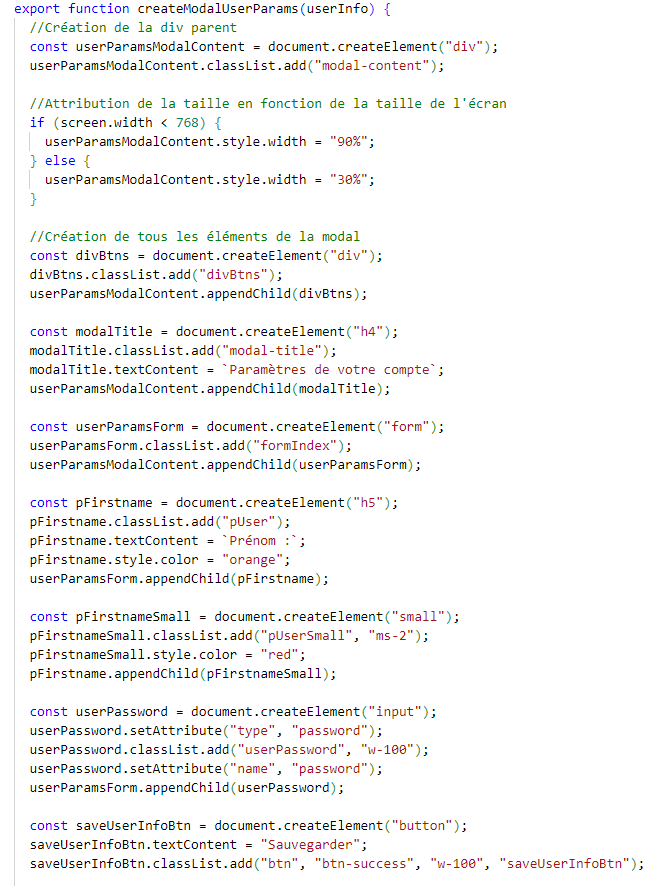 export function createModalUserParams(userInfo) {
//Création de la div parent
const userParamsModalContent = document.createElement("div");
userParamsModalContent.classList.add("modal-content");
//Attribution de la taille en fonction de la taille de l'écran
if (screen.width < 768) {
userParamsModalContent.style.width = "90%";
} else {
userParamsModalContent.style.width = "30%";
}
//Création de tous les éléments de la modal
const divBtns = document.createElement("div");
divBtns.classList.add("divBtns");
userParamsModalContent.appendChild(divBtns);
const modalTitle = document.createElement("h4");
modalTitle.classList.add("modal-title");
modalTitle.textContent = `Paramètres de votre compte`;
userParamsModalContent.appendChild(modalTitle);
const userParamsForm = document.createElement("form");
userParamsForm.classList.add("formIndex");
userParamsModalContent.appendChild(userParamsForm);
const pFirstname = document.createElement("h5");
pFirstname.classList.add("pUser");
pFirstname.textContent = `Prénom :`;
pFirstname.style.color = "orange";
userParamsForm.appendChild(pFirstname);
const pFirstnameSmall = document.createElement("small");
pFirstnameSmall.classList.add("pUserSmall", "ms-2");
pFirstnameSmall.style.color = "red";
pFirstname.appendChild(pFirstnameSmall);
const userPassword = document.createElement("input");
userPassword.setAttribute("type", "password");
userPassword.classList.add("userPassword", "w-100");
userPassword.setAttribute("name", "password");
userParamsForm.appendChild(userPassword);
const saveUserInfoBtn = document.createElement("button");
saveUserInfoBtn.textContent = "Sauvegarder";
saveUserInfoBtn.classList.add("btn", "btn-success", "w-100", "saveUserInfoBtn");